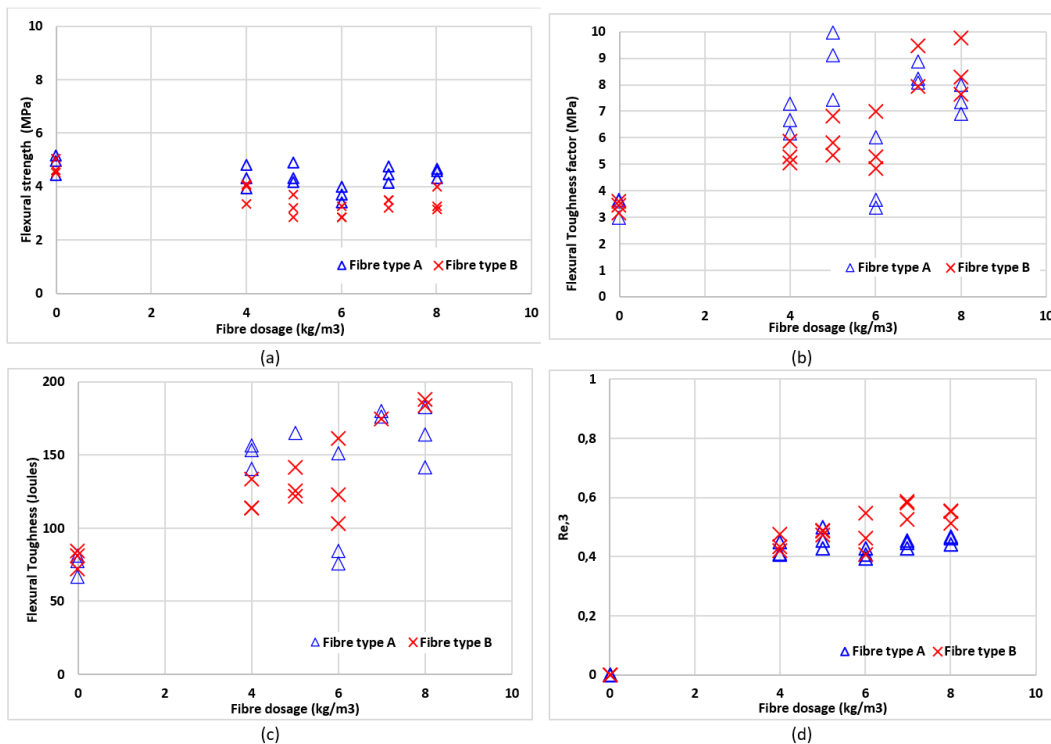 Flexural strength (MPa)
10
8
6
4
2
0
0 2 4 6 8 10
Fibre type A Fibre type B
Fibre dosage (kg/m3)
(a)
Flexural Toughness factor (MPa)
10
9
8
7
6
5
4
3
2
1
0
0 1 2 3 4 5 6 7 8 9 10
Fibre type A Fibre type B
Fibre dosage (kg/m3)
(b)
Flexural Toughness (Joules)
200
150
100
50
0
0 2 4 6 8 10
Fibre type A Fibre type B
Fibre dosage (kg/m3)
(c)
Re,3
1
0,8
0,6
0,4
0,2
0
0 2 4 6 8 10
Fibre type A Fibre type B
Fibre dosage (kg/m3)
(d)